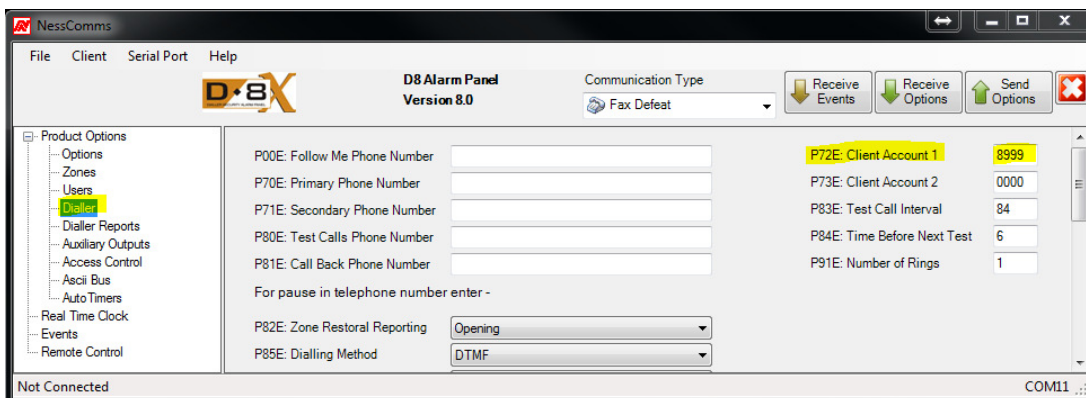 NessComms
File Client Serial Port Help
D·8X
D8 Alarm Panel
Version 8.0
Communication Type
Fax Defeat
Receive Events
Receive Options
Send Options
Product Options
Options
Zones
Users
Dialler
Dialler Reports
Auxiliary Outputs
Access Control
Ascii Bus
Auto Timers
Real Time Clock
Events
Remote Control
P00E: Follow Me Phone Number
P70E: Primary Phone Number
P71E: Secondary Phone Number
P80E: Test Calls Phone Number
P81E: Call Back Phone Number
For pause in telephone number enter -
P82E: Zone Restoral Reporting Opening
P85E: Dialling Method DTMF
P72E: Client Account 1 8999
P73E: Client Account 2 0000
P83E: Test Call Interval 84
P84E: Time Before Next Test 6
P91E: Number of Rings 1
Not Connected
COM11